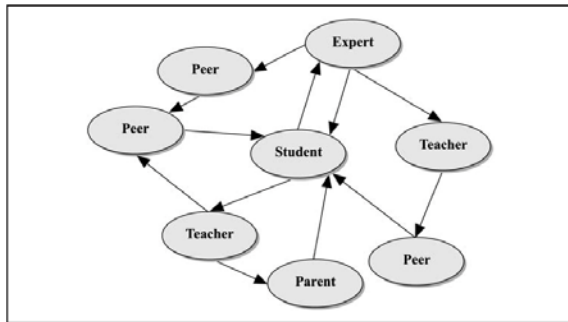 Expert
Peer
Peer
Student
Teacher
Teacher
Peer
Parent